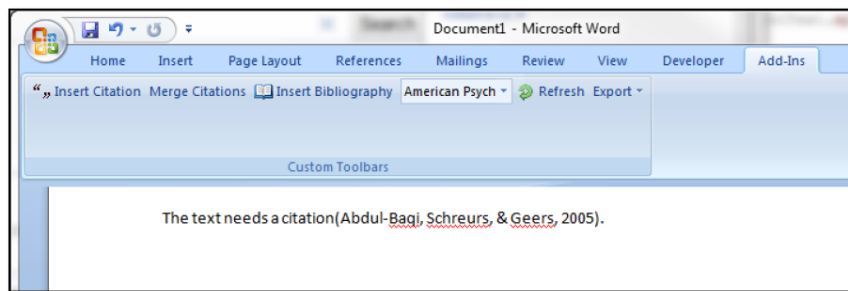 Search
Document1 - Microsoft Word
Home Insert Page Layout References Mailings Review View Developer Add-Ins
“„ Insert Citation Merge Citations Insert Bibliography American Psych Refresh Export
Custom Toolbars
The text needs a citation(Abdul-Baqi, Schreurs, & Geers, 2005).